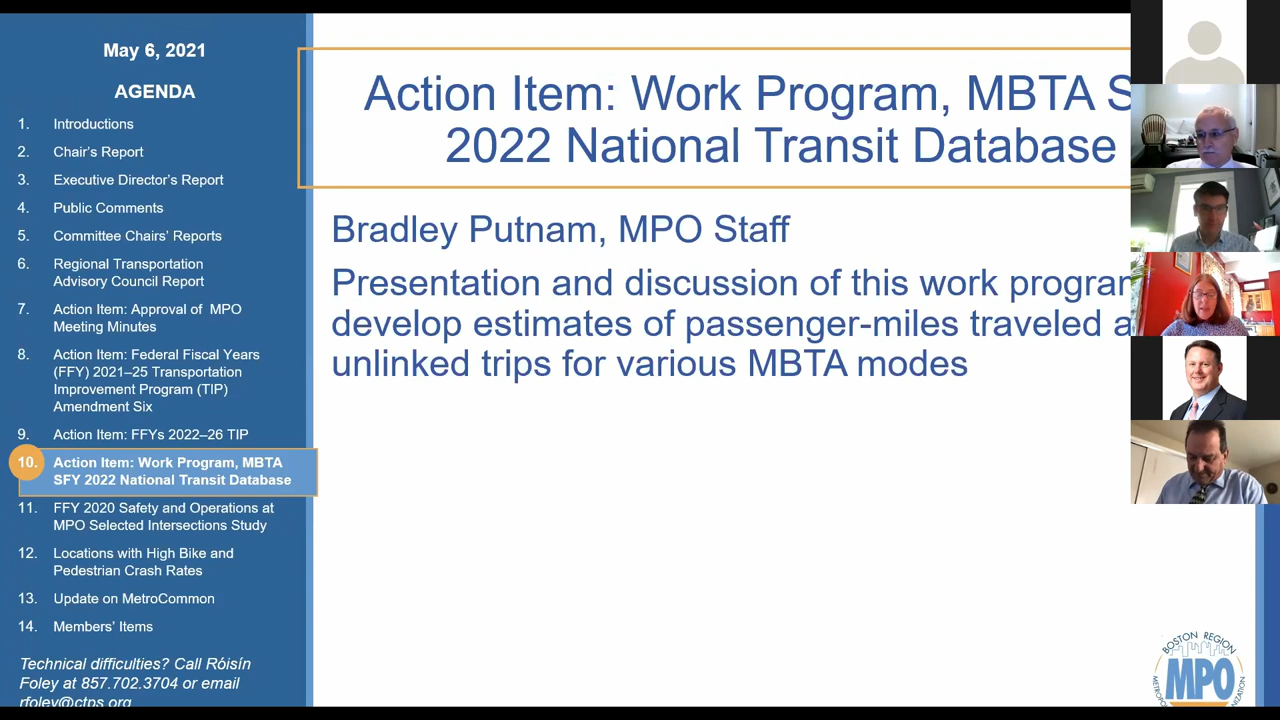 May 6, 2021
AGENDA
1. Introductions
2. Chair's Report
3. Executive Director's Report
4. Public Comments
5. Committee Chairs' Reports
6. Regional Transportation
Advisory Council Report
7. Action Item: Approval of MPO
Meeting Minutes
8. Action Item: Federal Fiscal Years
(FFY) 2021–25 Transportation
Improvement Program (TIP)
Amendment Six
9. Action Item: FFYs 2022–26 TIP
10. Action Item: Work Program, MBTA
SFY 2022 National Transit Database
11. FFY 2020 Safety and Operations at
MPO Selected Intersections Study
12. Locations with High Bike and
Pedestrian Crash Rates
13. Update on MetroCommon
14. Members' Items
Technical difficulties? Call Róisín
Foley at 857.702.3704 or email
rfoley@ctps.org
Action Item: Work Program, MBTA S
2022 National Transit Database
Bradley Putnam, MPO Staff
Presentation and discussion of this work program
develop estimates of passenger-miles traveled a
unlinked trips for various MBTA modes
BOSTON REGION
MPO